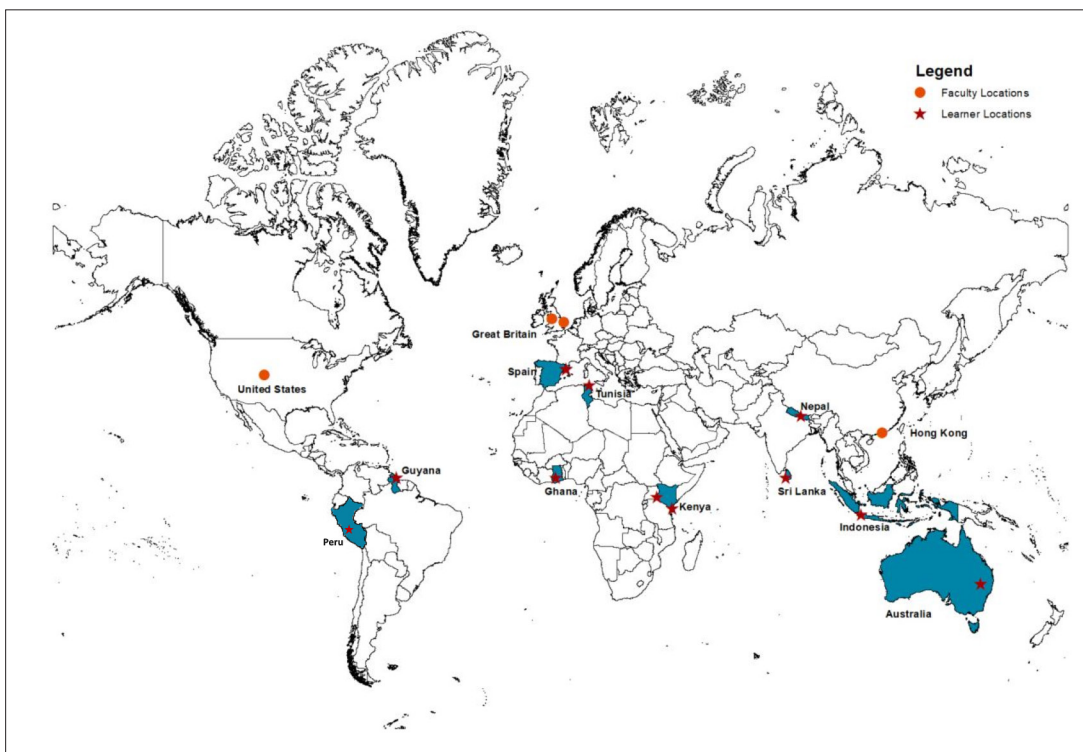 Legend
Faculty Locations
Learner Locations
Great Britain
Spain
United States
Tunisia
Nepal
Hong Kong
Guyana
Ghana
Sri Lanka
Kenya
Indonesia
Peru
Australia